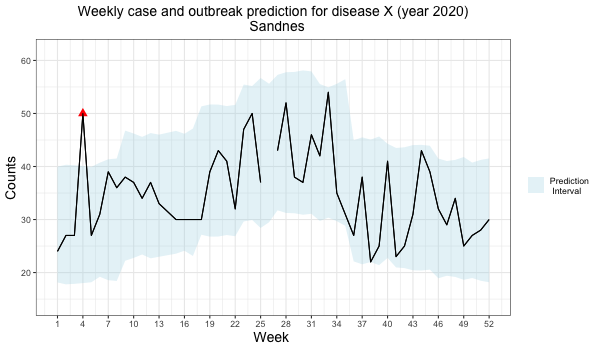 Weekly case and outbreak prediction for disease X (year 2020)
Sandnes
60
50
40
30
20
Counts
1 4 7 10 13 16 19 22 25 28 31 34 37 40 43 46 49 52
Week
Prediction
Interval